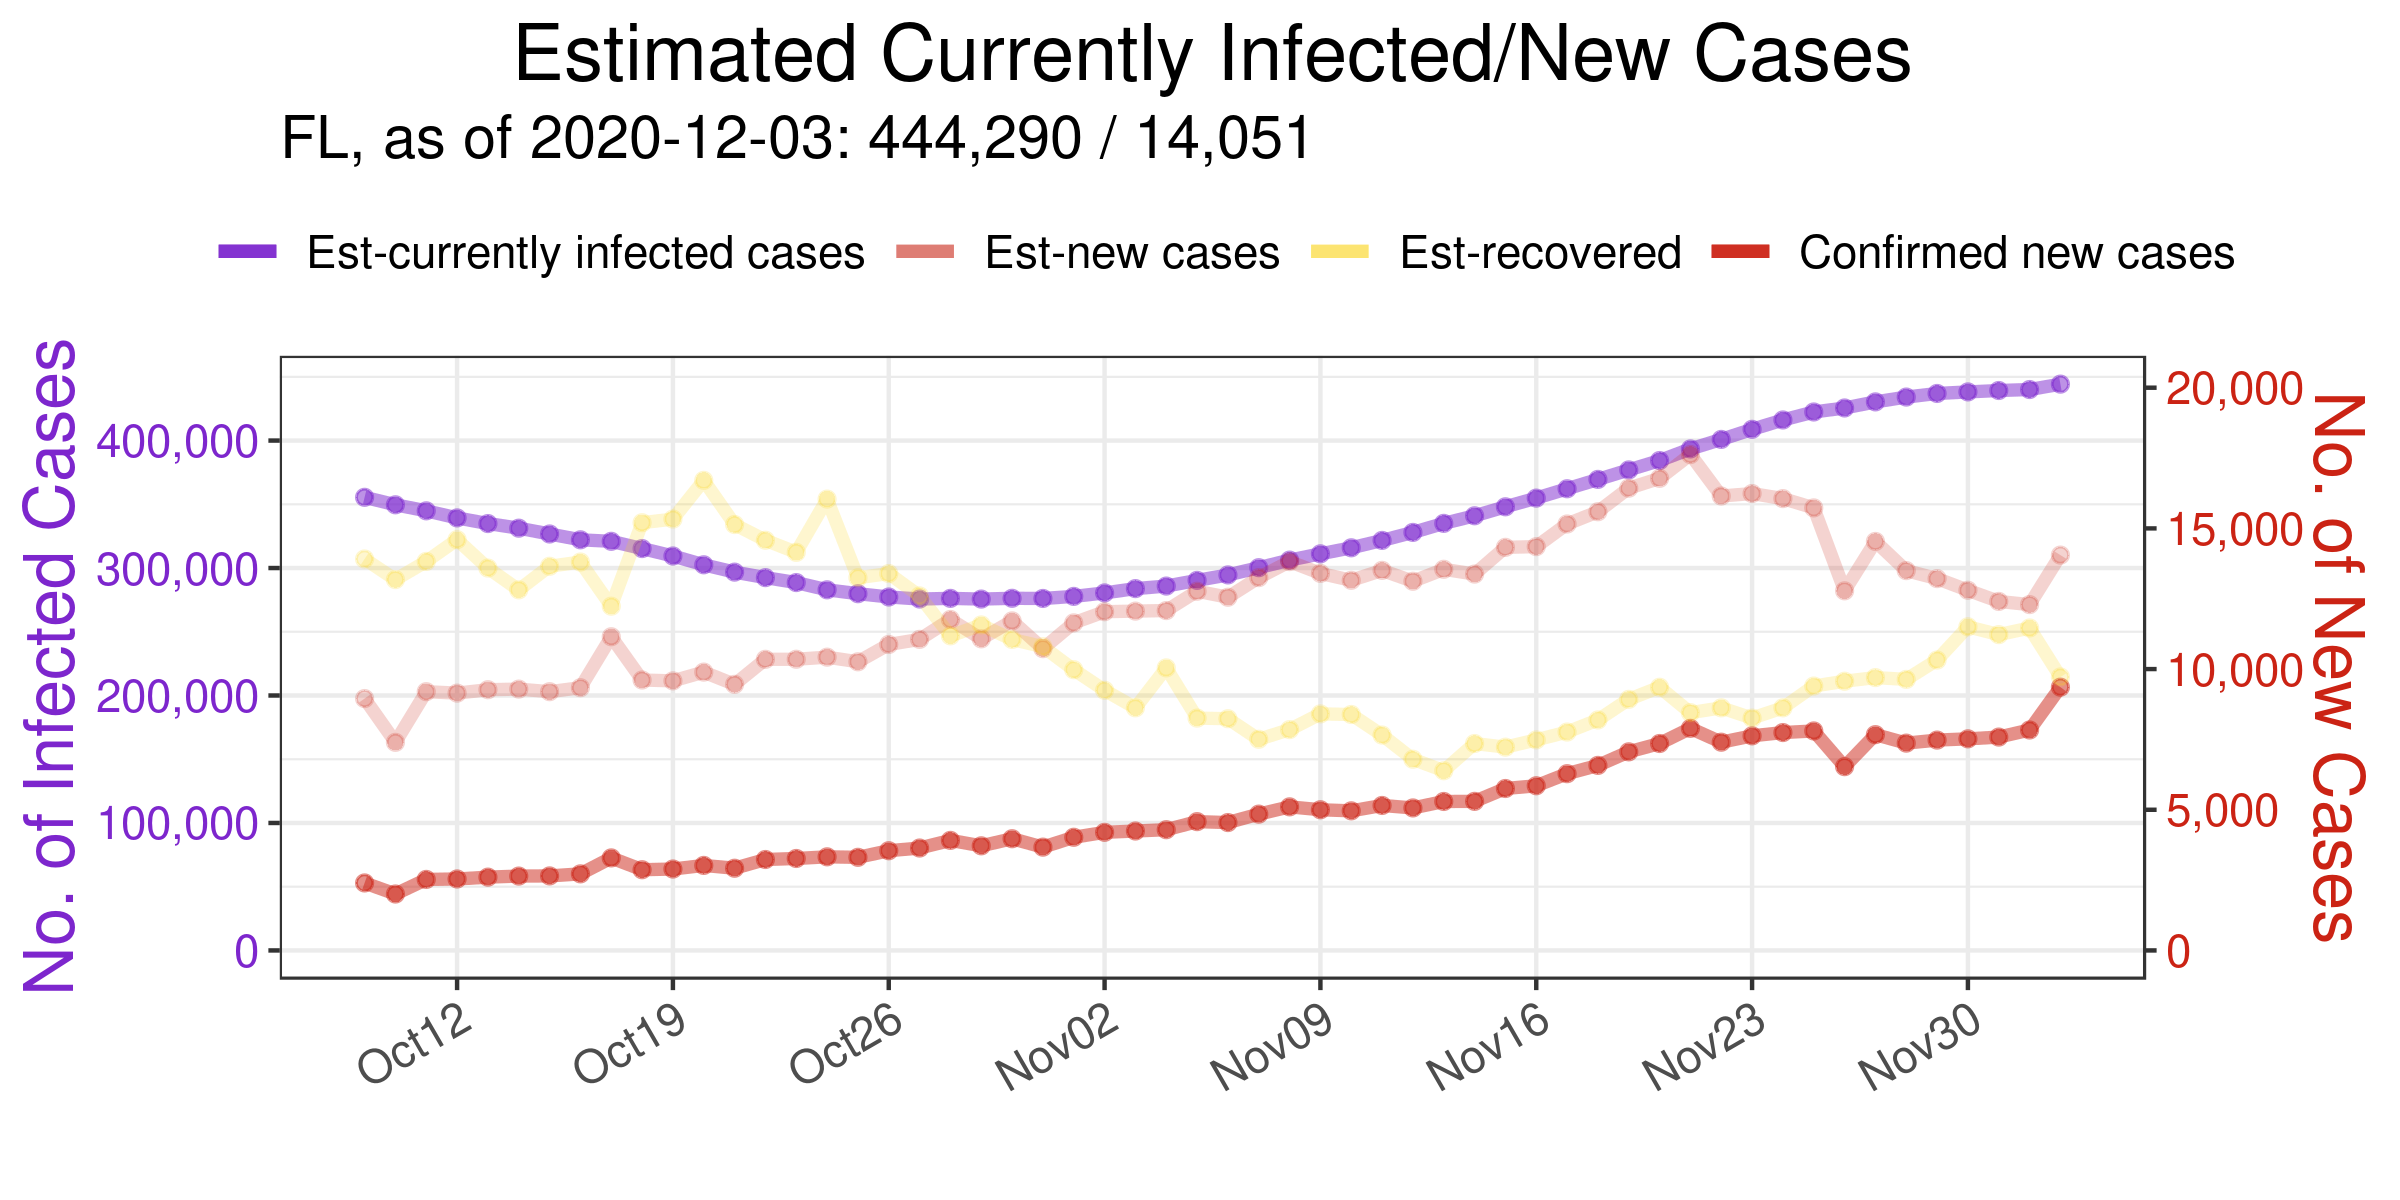 Estimated Currently Infected/New Cases
FL, as of 2020-12-03: 444,290 / 14,051
Est-currently infected cases Est-new cases Est-recovered Confirmed new cases
No. of Infected Cases
400,000
300,000
200,000
100,000
0
20,000
15,000
10,000
5,000
0
No. of New Cases
Oct12 Oct19 Oct26 Nov02 Nov09 Nov16 Nov23 Nov30